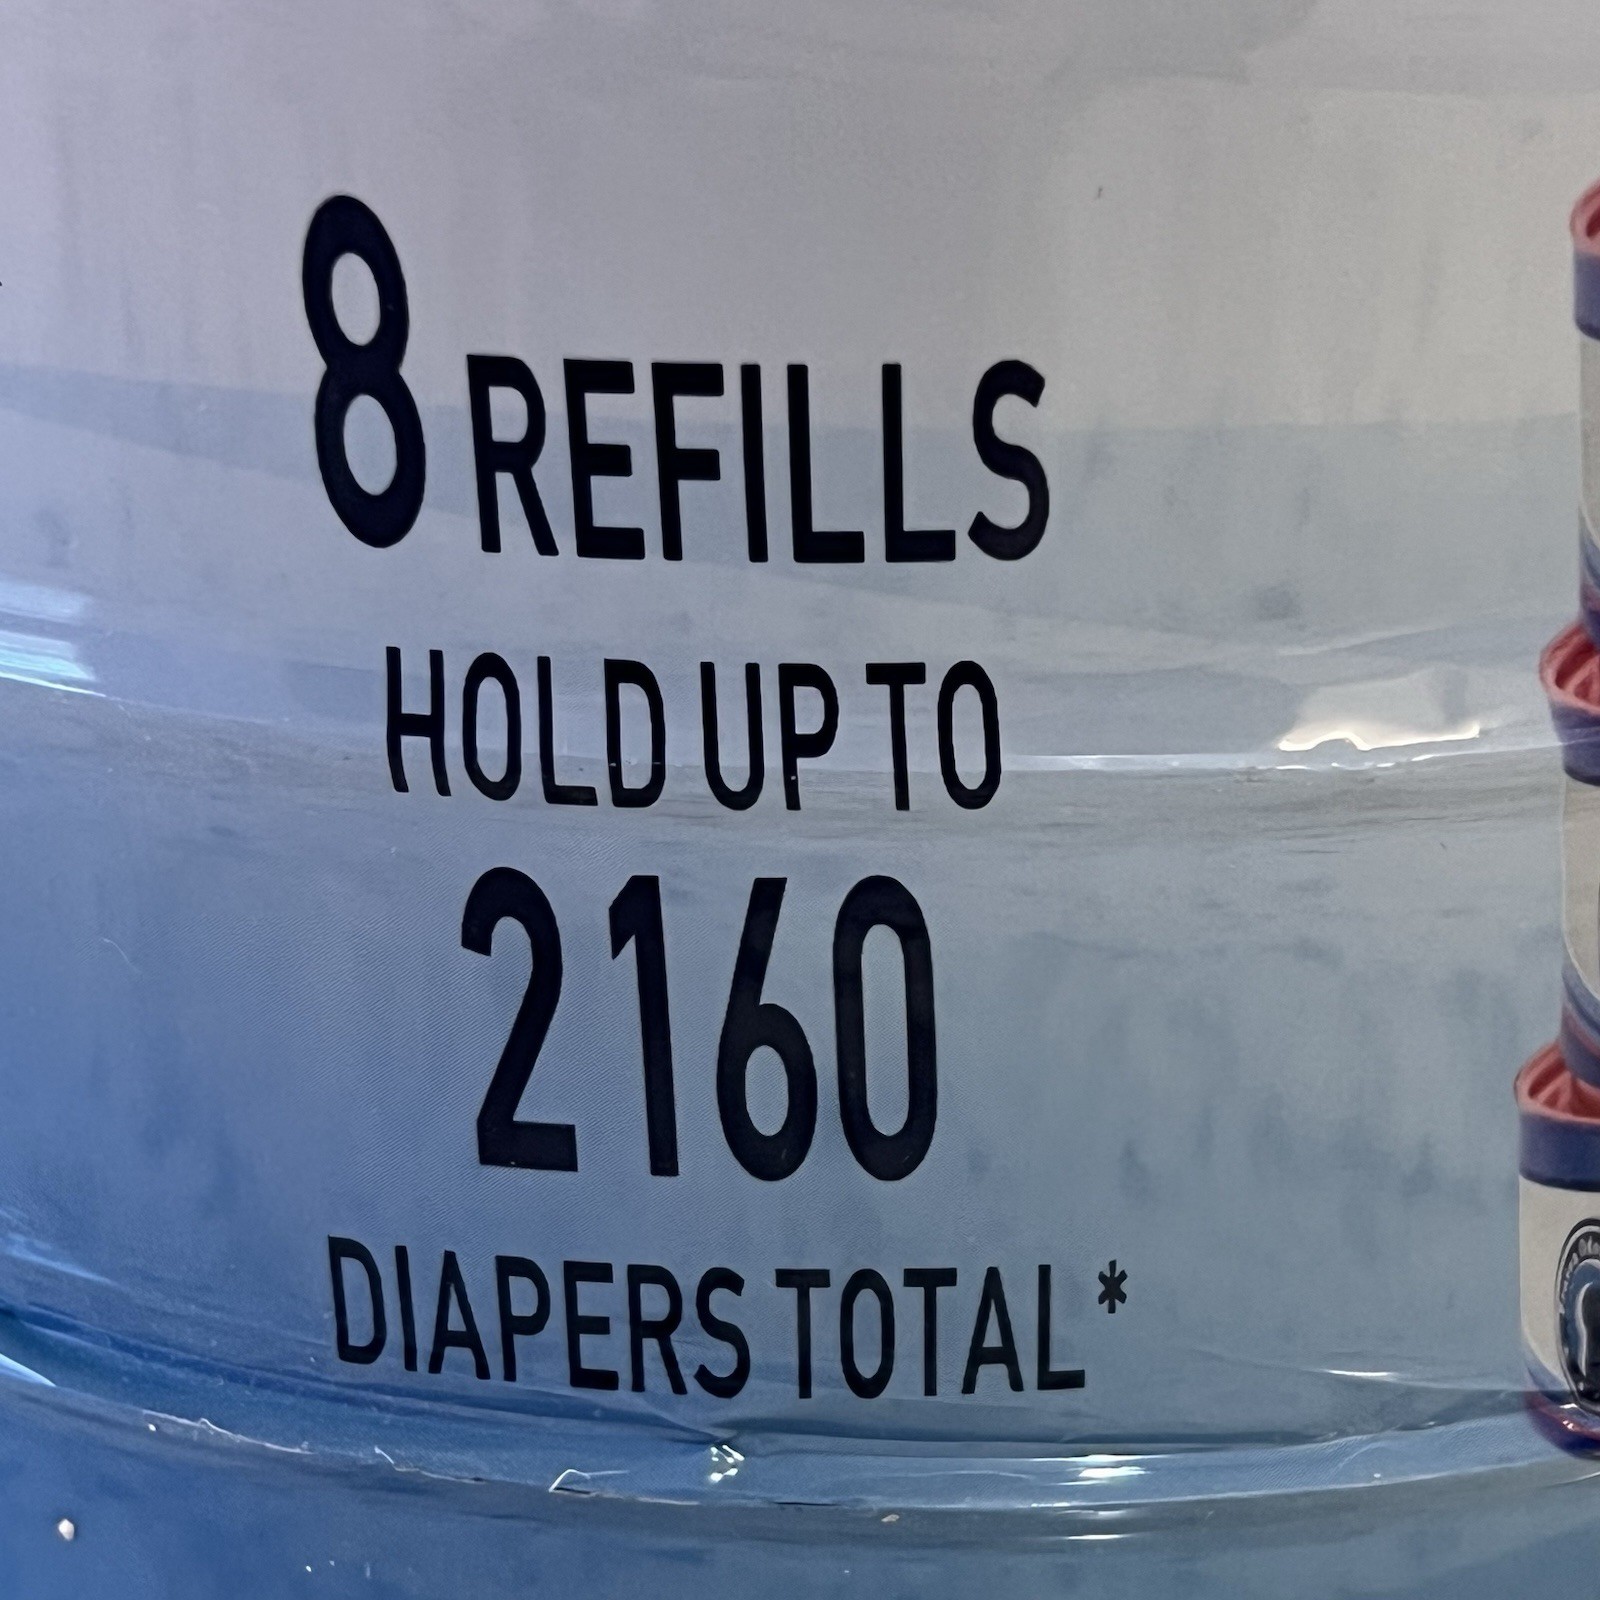 8 REFILLS
HOLD UP TO
2160
DIAPERS TOTAL*